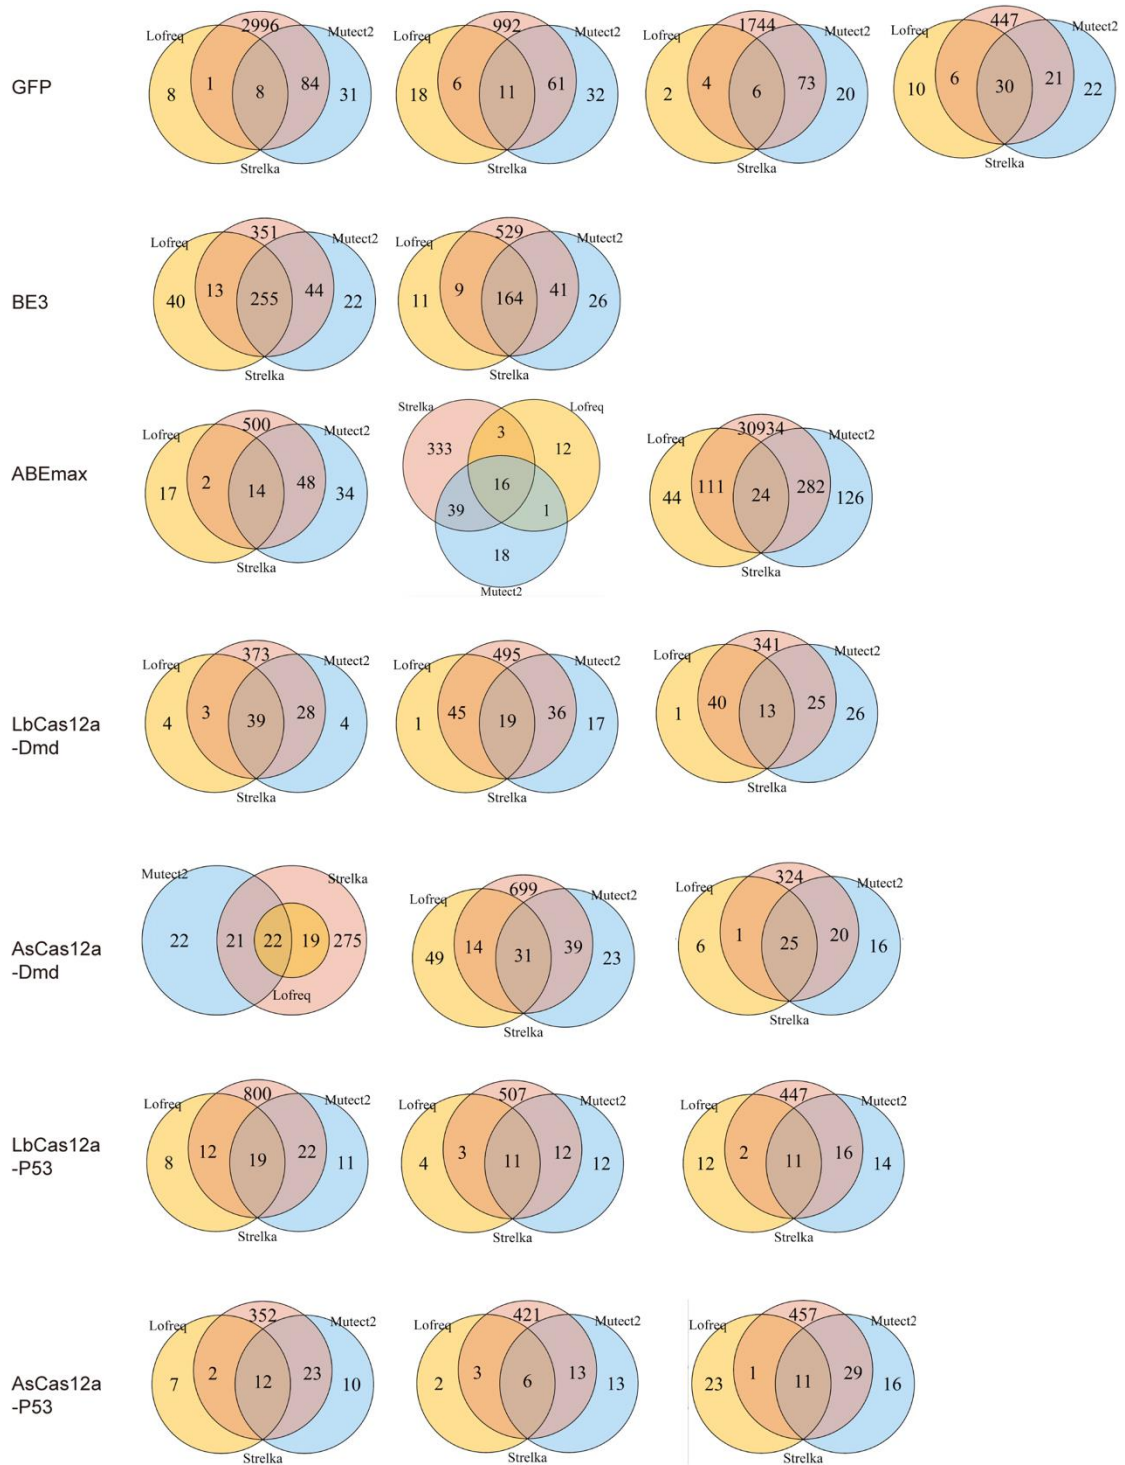 2996
Lofreq
Mutect2
8
1
8
84
31
Strelka
992
Lofreq
Mutect2
18
6
11
61
32
Strelka
1744
Lofreq
Mutect2
2
4
6
73
20
Strelka
447
Lofreq
Mutect2
10
6
30
21
22
Strelka
GFP
351
Lofreq
Mutect2
40
13
255
44
22
Strelka
529
Lofreq
Mutect2
11
9
164
41
26
Strelka
BE3
500
Lofreq
Mutect2
17
2
14
48
34
Strelka
Strelka
Lofreq
333
3
12
16
39
1
18
Mutect2
30934
Lofreq
Mutect2
44
111
24
282
126
Strelka
ABEmax
373
Lofreq
Mutect2
4
3
39
28
4
Strelka
495
Lofreq
Mutect2
1
45
19
36
17
Strelka
341
Lofreq
Mutect2
1
40
13
25
26
Strelka
LbCas12a
-Dmd
Mutect2
Strelka
22
21
22
19
275
Lofreq
699
Lofreq
Mutect2
49
14
31
39
23
Strelka
324
Lofreq
Mutect2
6
1
25
20
16
Strelka
AsCas12a
-Dmd
800
Lofreq
Mutect2
8
12
19
22
11
Strelka
507
Lofreq
Mutect2
4
3
11
12
12
Strelka
447
Lofreq
Mutect2
12
2
11
16
14
Strelka
LbCas12a
-P53
352
Lofreq
Mutect2
7
2
12
23
10
Strelka
421
Lofreq
Mutect2
2
3
6
13
13
Strelka
457
Lofreq
Mutect2
23
1
11
29
16
Strelka
AsCas12a
-P53